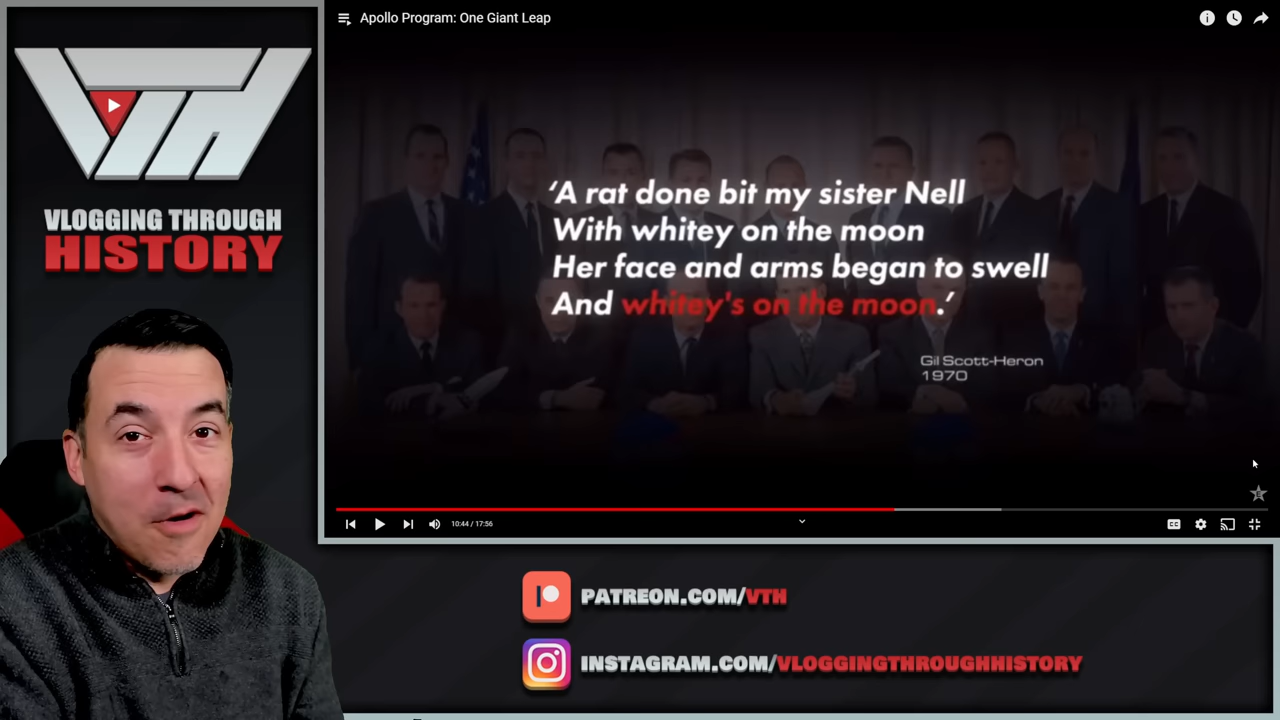 Apollo Program: One Giant Leap
VTH
VLOGGING THROUGH
HISTORY
‘A rat done bit my sister Nell
With whitey on the moon
Her face and arms began to swell
And whitey's on the moon.’
Gil Scott-Heron
1970
10:44 / 17:56
CC
PATREON.COM/VTH
INSTAGRAM.COM/VLOGGINGTHROUGHHISTORY